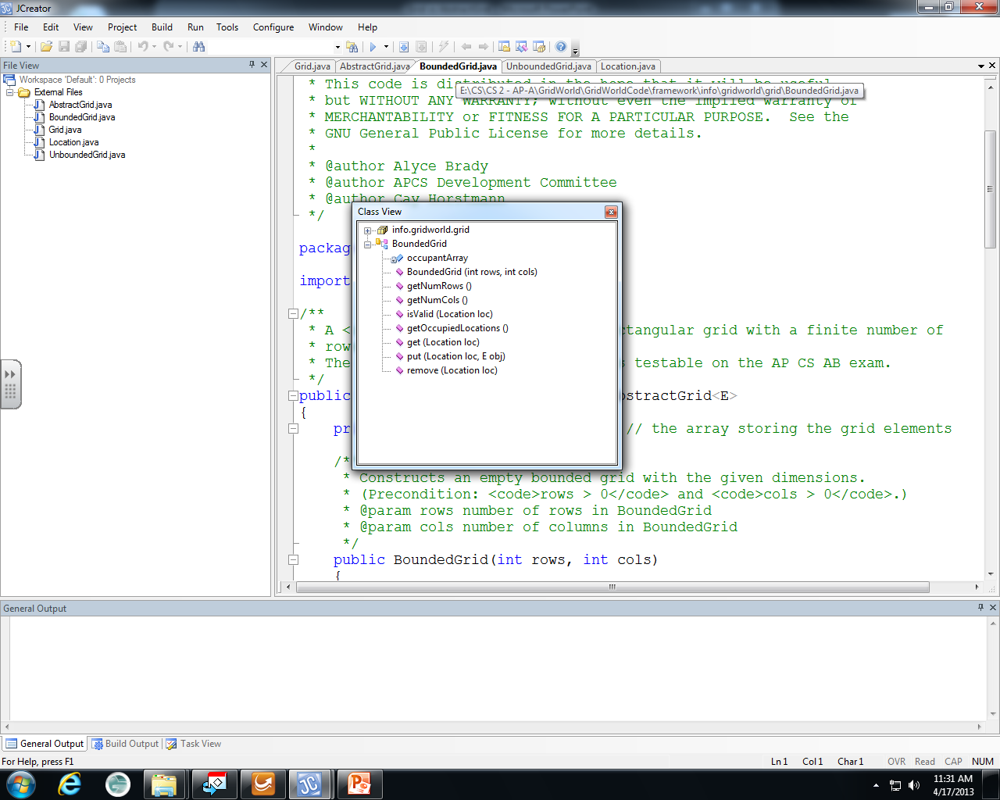 JCreator
File Edit View Project Build Run Tools Configure Window Help
File View
Workspace 'Default': 0 Projects
External Files
AbstractGrid.java
BoundedGrid.java
Grid.java
Location.java
UnboundedGrid.java
Grid.java AbstractGrid.java BoundedGrid.java UnboundedGrid.java Location.java
* This code is distributed in the hope that it will be useful
E:\CS\CS 2 - AP-A\GridWorld\GridWorldCode\framework\info\gridworld\grid\BoundedGrid.java
* but WITHOUT ANY WARRANTY; without even the implied warranty of
* MERCHANTABILITY or FITNESS FOR A PARTICULAR PURPOSE.  See the
* GNU General Public License for more details.
*
* @author Alyce Brady
* @author APCS Development Committee
* @author Cay Horstmann
*/
packag
import
/**
* A < ctangular grid with a finite number of
* row
* The s testable on the AP CS AB exam.
*/
public bstractGrid<E>
{
pr // the array storing the grid elements
/*
* Constructs an empty bounded grid with the given dimensions.
* (Precondition: <code>rows > 0</code> and <code>cols > 0</code>.)
* @param rows number of rows in BoundedGrid
* @param cols number of columns in BoundedGrid
*/
public BoundedGrid(int rows, int cols)
{
Class View
info.gridworld.grid
BoundedGrid
occupantArray
BoundedGrid (int rows, int cols)
getNumRows ()
getNumCols ()
isValid (Location loc)
getOccupiedLocations ()
get (Location loc)
put (Location loc, E obj)
remove (Location loc)
General Output
General Output Build Output Task View
For Help, press F1 Ln 1 Col 1 Char 1 OVR Read CAP NUM
11:31 AM
4/17/2013